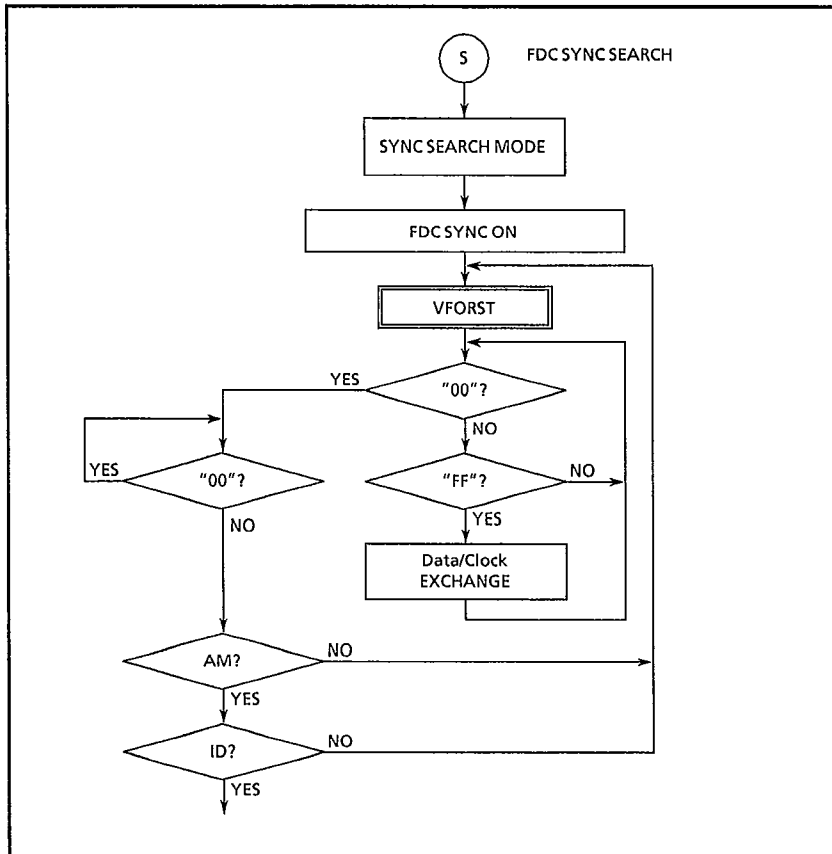 S
FDC SYNC SEARCH
SYNC SEARCH MODE
FDC SYNC ON
VFORST
YES
"00"?
NO
YES
"00"?
NO
"FF"?
NO
YES
Data/Clock
EXCHANGE
AM?
NO
YES
ID?
NO
YES